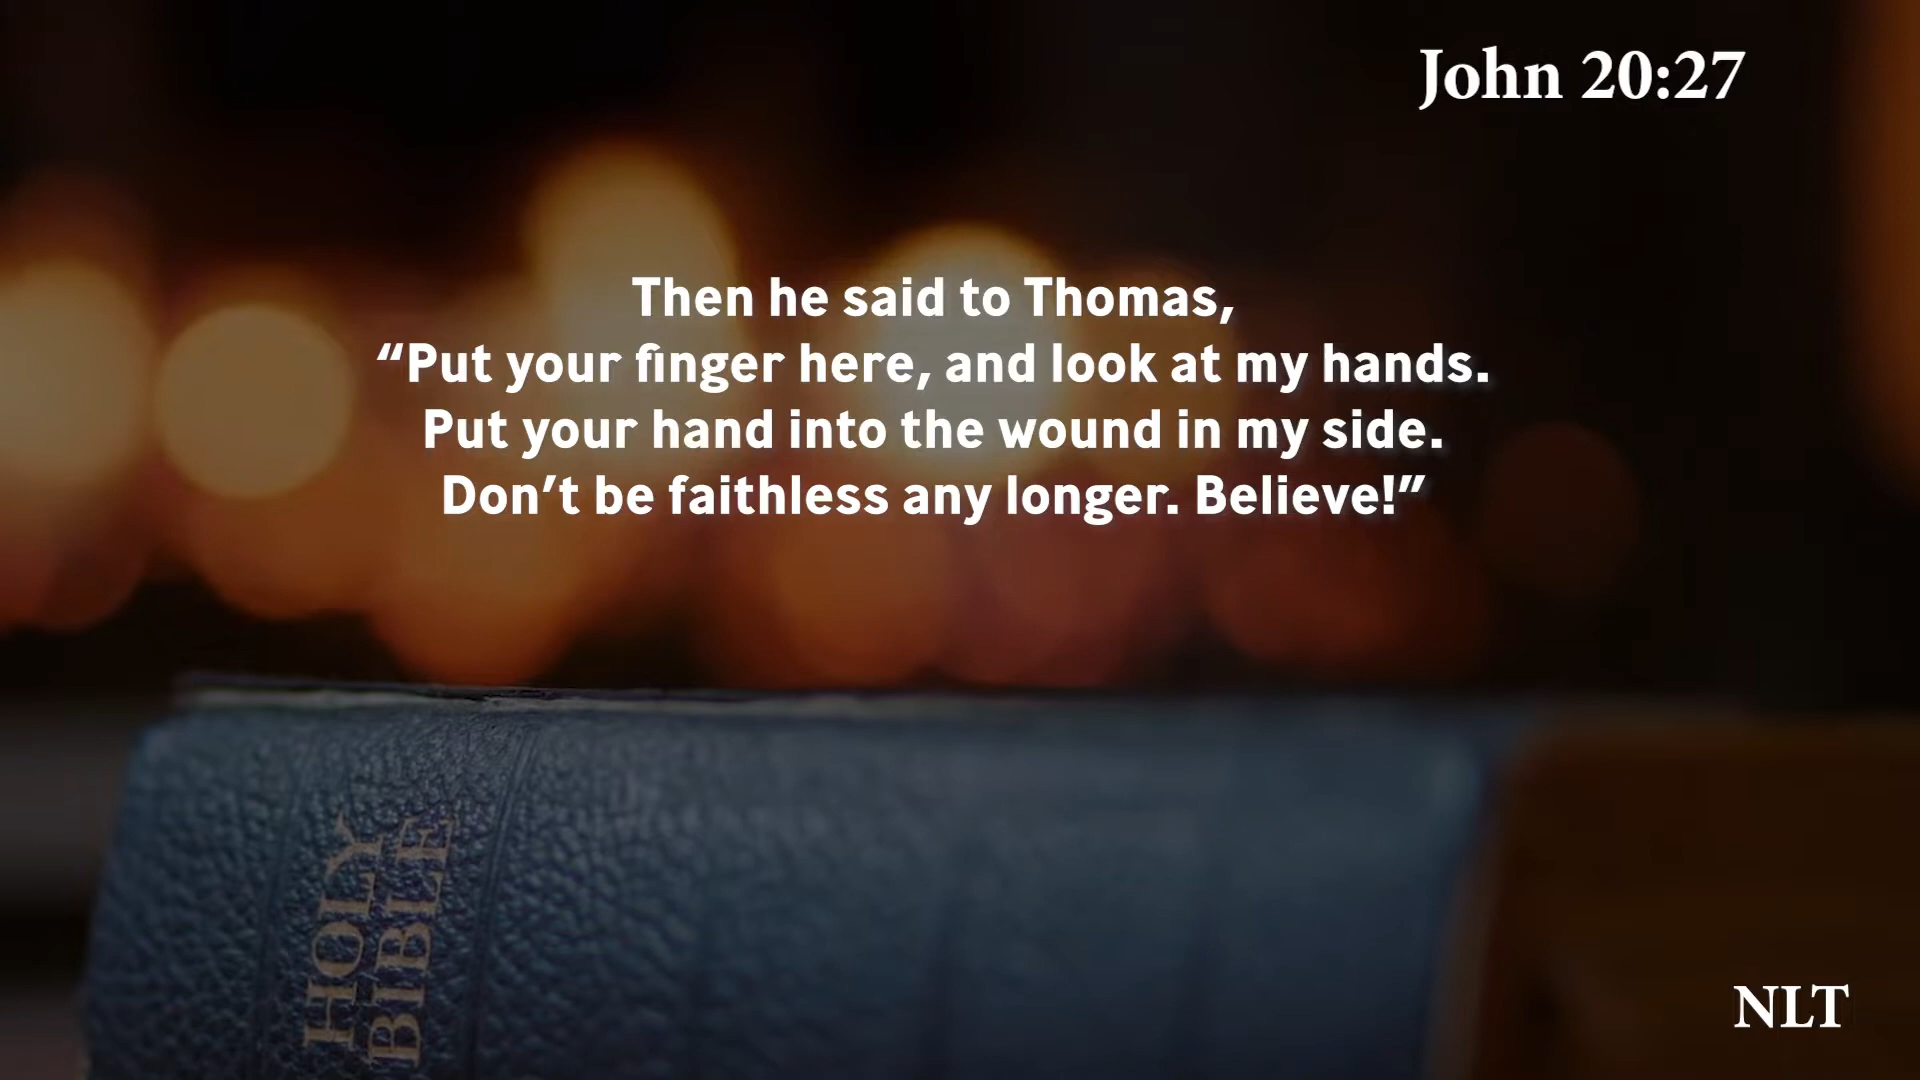 John 20:27
Then he said to Thomas,
“Put your finger here, and look at my hands.
Put your hand into the wound in my side.
Don’t be faithless any longer. Believe!”
HOLY
BIBLE
NLT